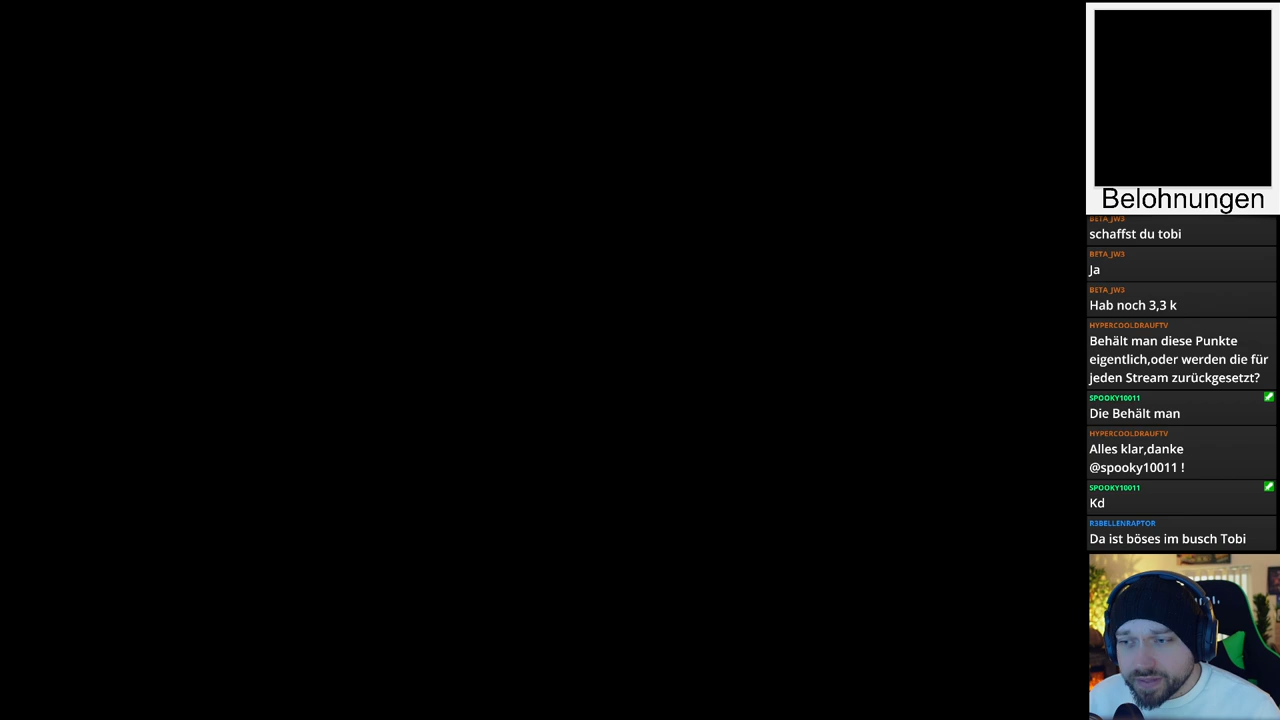 Belohnungen
BETA_JW3
schaffst du tobi
BETA_JW3
Ja
BETA_JW3
Hab noch 3,3 k
HYPERCOOLDRAUFTV
Behält man diese Punkte
eigentlich,oder werden die für
jeden Stream zurückgesetzt?
SPOOKY10011
Die Behält man
HYPERCOOLDRAUFTV
Alles klar,danke
@spooky10011 !
SPOOKY10011
Kd
R3BELLENRAPTOR
Da ist böses im busch Tobi